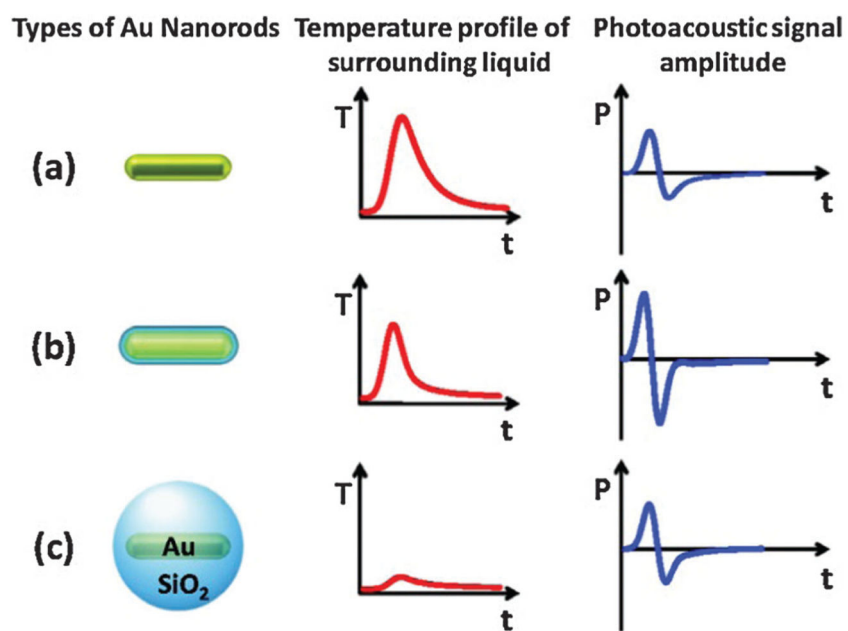 Types of Au Nanorods
Temperature profile of
surrounding liquid
Photoacoustic signal
amplitude
(a)
T
t
P
t
(b)
T
t
P
t
(c)
Au
SiO₂
T
t
P
t